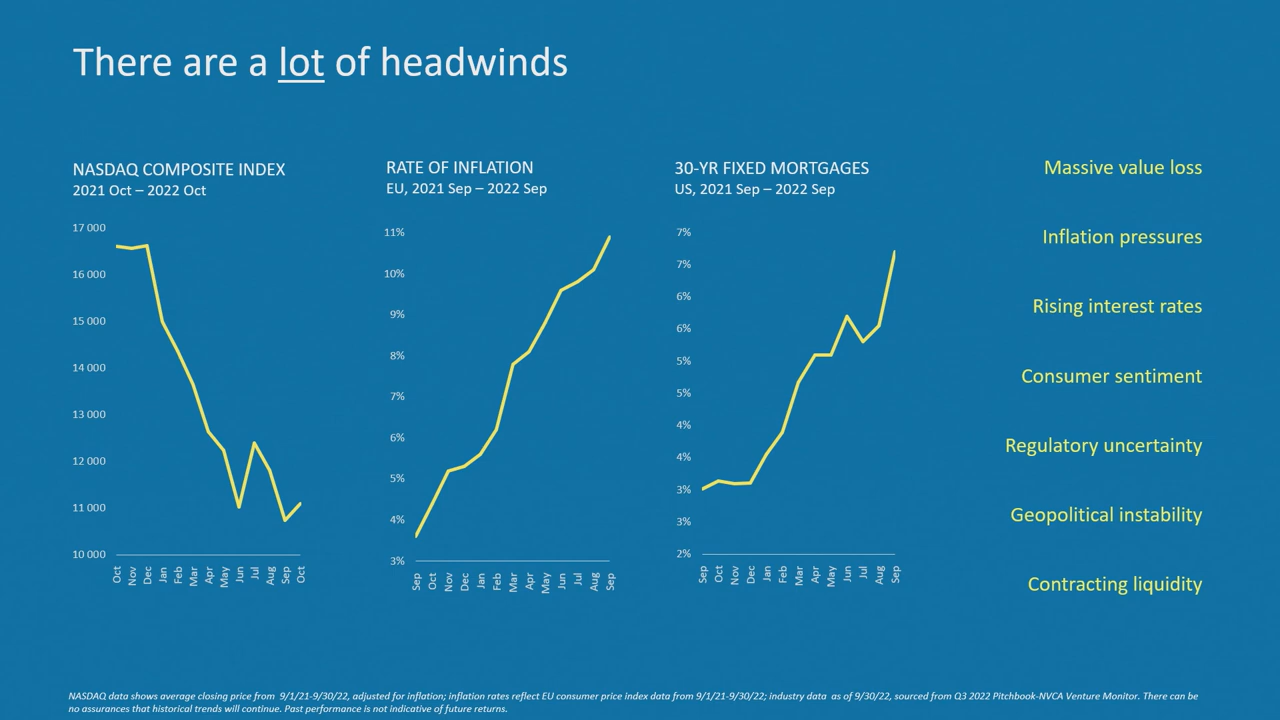 There are a lot of headwinds
NASDAQ COMPOSITE INDEX
2021 Oct – 2022 Oct
17 000
16 000
15 000
14 000
13 000
12 000
11 000
10 000
Oct Nov Dec Jan Feb Mar Apr May Jun Jul Aug Sep Oct
RATE OF INFLATION
EU, 2021 Sep – 2022 Sep
11%
10%
9%
8%
7%
6%
5%
4%
3%
Sep Oct Nov Dec Jan Feb Mar Apr May Jun Jul Aug Sep
30-YR FIXED MORTGAGES
US, 2021 Sep – 2022 Sep
7%
7%
6%
6%
5%
5%
4%
4%
3%
3%
2%
Sep Oct Nov Dec Jan Feb Mar Apr May Jun Jul Aug Sep
Massive value loss
Inflation pressures
Rising interest rates
Consumer sentiment
Regulatory uncertainty
Geopolitical instability
Contracting liquidity
NASDAQ data shows average closing price from 9/1/21-9/30/22, adjusted for inflation; inflation rates reflect EU consumer price index data from 9/1/21-9/30/22; industry data as of 9/30/22, sourced from Q3 2022 Pitchbook-NVCA Venture Monitor. There can be
no assurances that historical trends will continue. Past performance is not indicative of future returns.